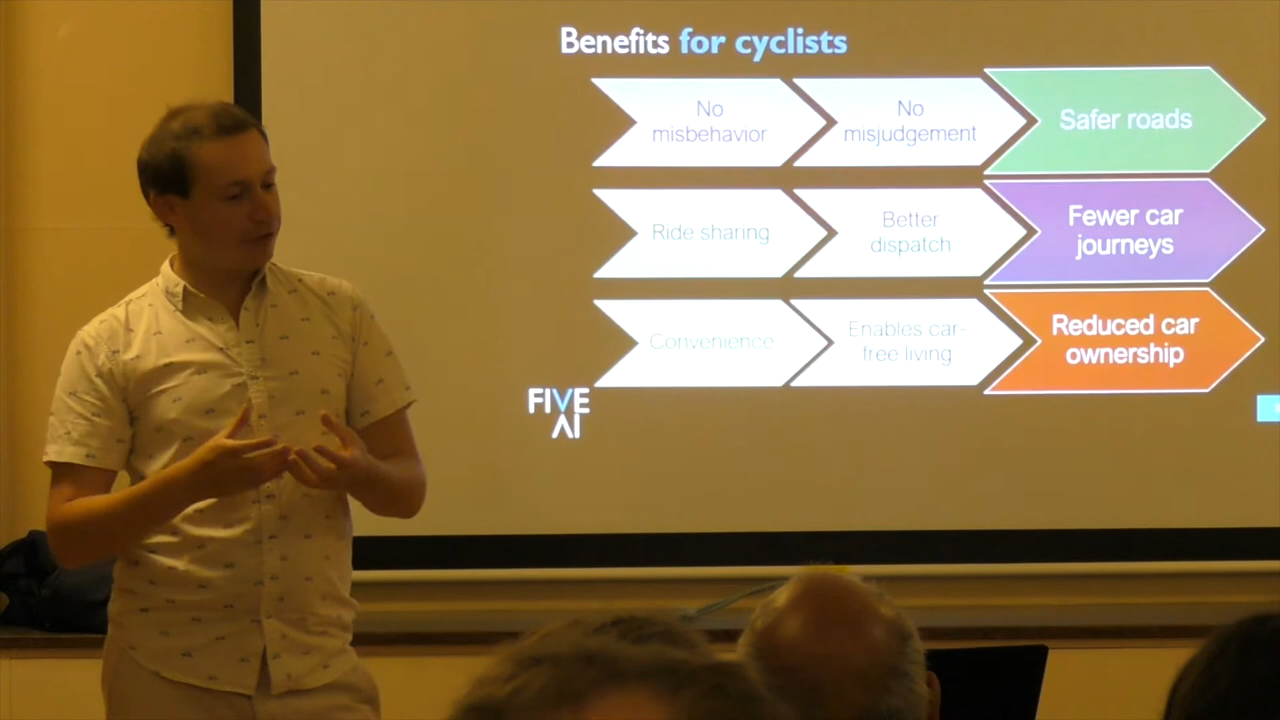 Benefits for cyclists
No
misbehavior
No
misjudgement
Safer roads
Ride sharing
Better
dispatch
Fewer car
journeys
Convenience
Enables car-
free living
Reduced car
ownership
FIVE
AI